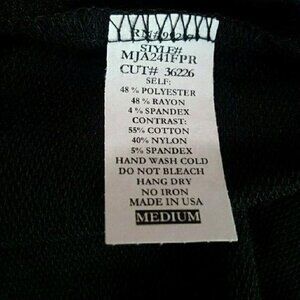 STYLE#
MJA241FPR
CUT# 36226
SELF:
48 % POLYESTER
48 % RAYON
4 % SPANDEX
CONTRAST:
55% COTTON
40% NYLON
5% SPANDEX
HAND WASH COLD
DO NOT BLEACH
HANG DRY
NO IRON
MADE IN USA
MEDIUM